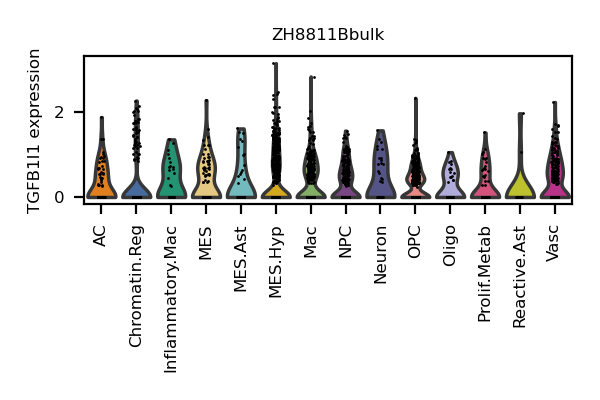 ZH8811Bbulk
TGFB1I1 expression
2
0
AC
Chromatin.Reg
Inflammatory.Mac
MES
MES.Ast
MES.Hyp
Mac
NPC
Neuron
OPC
Oligo
Prolif.Metab
Reactive.Ast
Vasc